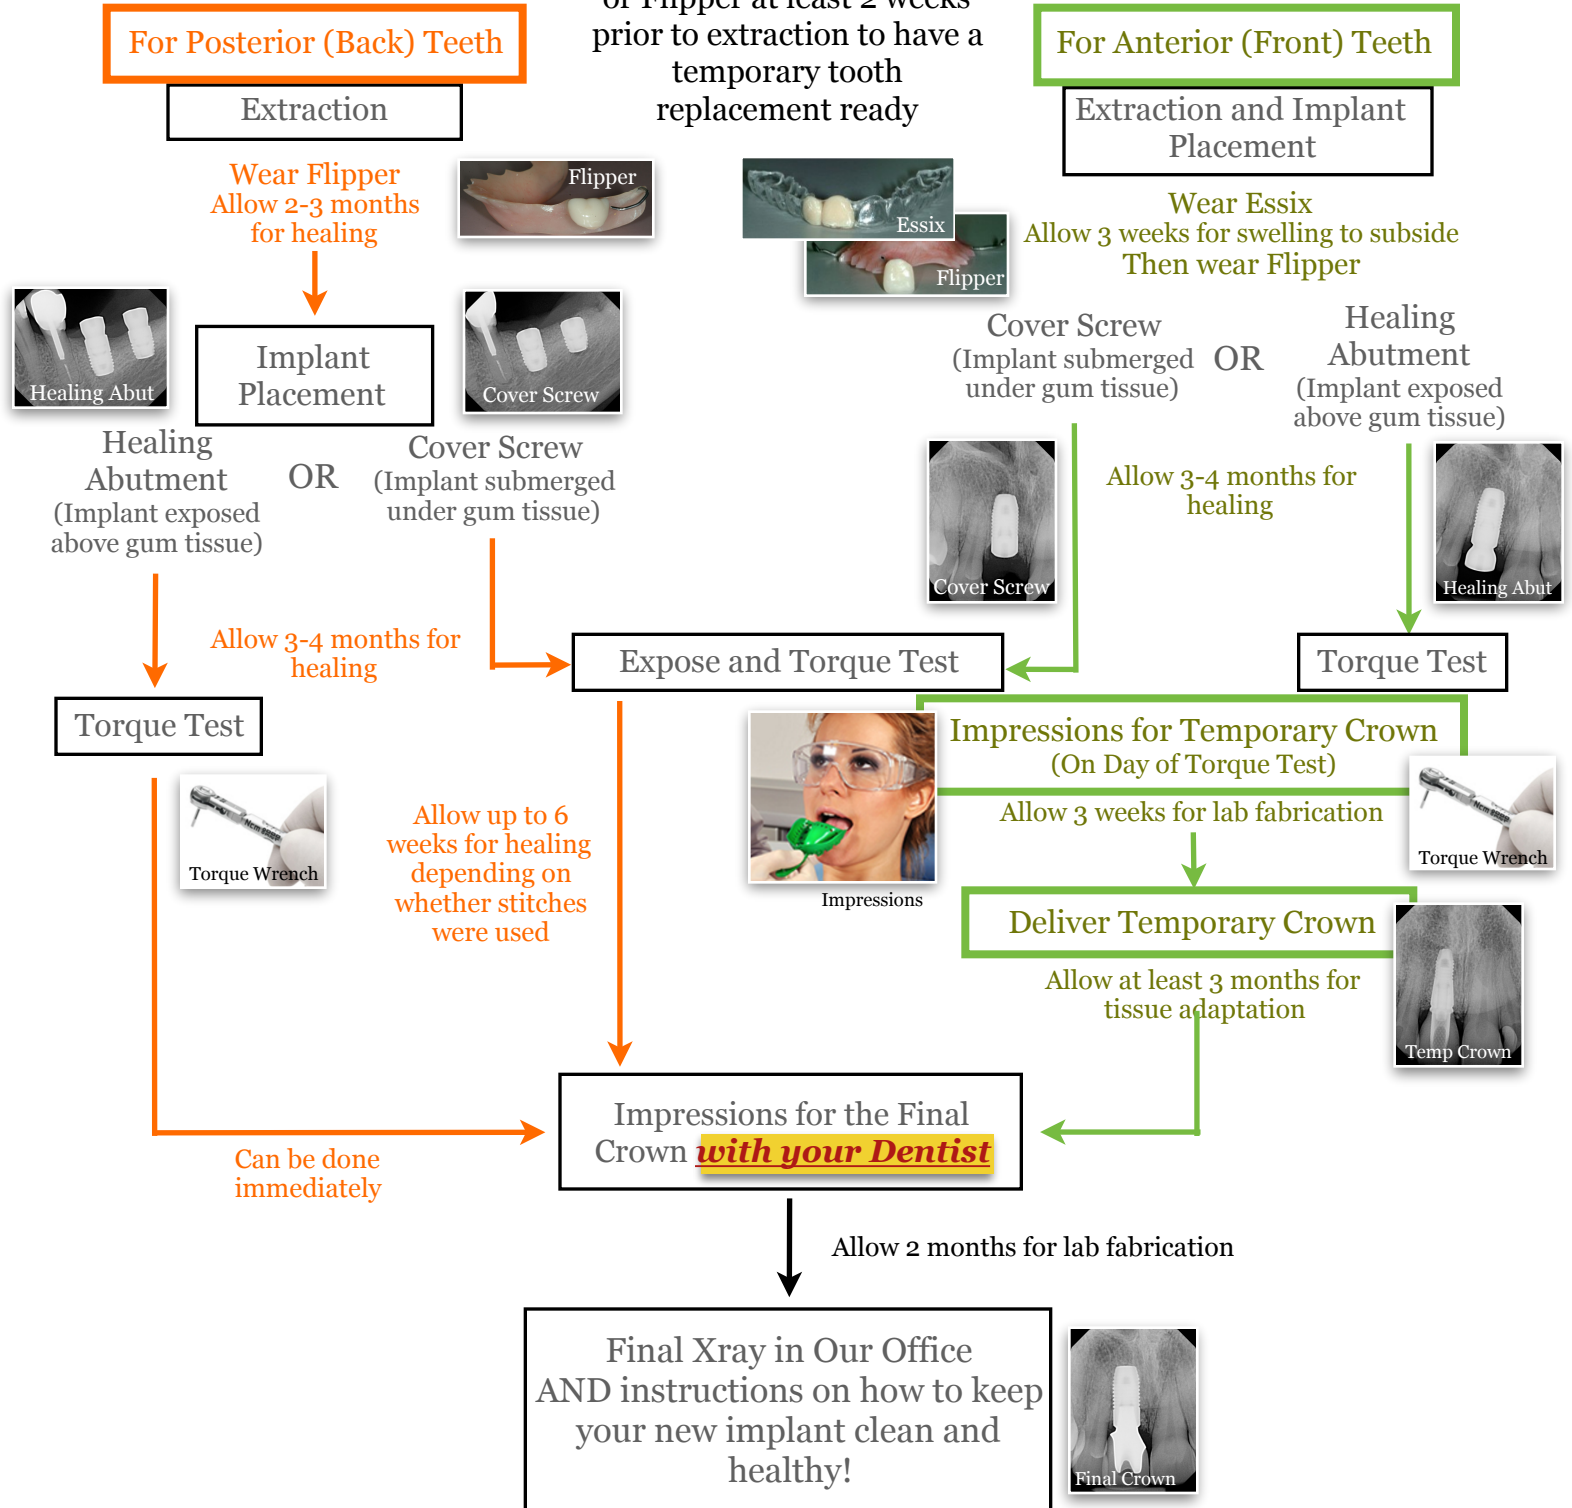 or Flipper at least 2 weeks
prior to extraction to have a
temporary tooth
replacement ready
For Posterior (Back) Teeth
Extraction
Wear Flipper
Allow 2-3 months
for healing
Flipper
Healing Abut
Implant
Placement
Cover Screw
Healing
Abutment
(Implant exposed
above gum tissue)
OR
Cover Screw
(Implant submerged
under gum tissue)
Allow 3-4 months for
healing
Torque Test
Torque Wrench
Can be done
immediately
Allow up to 6
weeks for healing
depending on
whether stitches
were used
For Anterior (Front) Teeth
Extraction and Implant
Placement
Essix
Flipper
Wear Essix
Allow 3 weeks for swelling to subside
Then wear Flipper
Cover Screw
(Implant submerged
under gum tissue)
OR
Healing
Abutment
(Implant exposed
above gum tissue)
Cover Screw
Allow 3-4 months for
healing
Healing Abut
Expose and Torque Test
Torque Test
Impressions for Temporary Crown
(On Day of Torque Test)
Impressions
Allow 3 weeks for lab fabrication
Ncm
Torque Wrench
Deliver Temporary Crown
Allow at least 3 months for
tissue adaptation
Temp Crown
Impressions for the Final
Crown with your Dentist
Allow 2 months for lab fabrication
Final Xray in Our Office
AND instructions on how to keep
your new implant clean and
healthy!
Final Crown